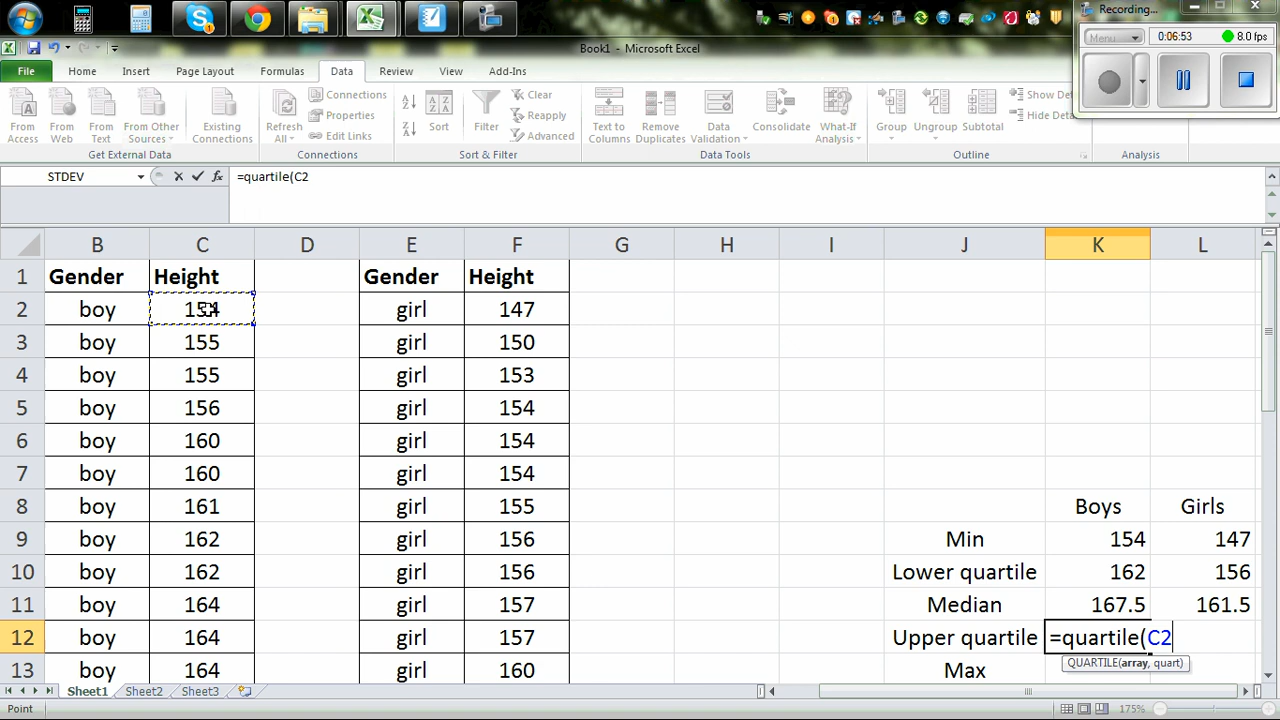 Recording...
Menu
0:06:53
8.0 fps
Book1 - Microsoft Excel
File Home Insert Page Layout Formulas Data Review View Add-Ins
From Access
From Web
From Text
From Other Sources
Existing Connections
Refresh All
Connections
Properties
Edit Links
Sort
Filter
Clear
Reapply
Advanced
Text to Columns
Remove Duplicates
Data Validation
Consolidate
What-If Analysis
Group
Ungroup
Subtotal
Show De
Hide Det
Get External Data Connections Sort & Filter Data Tools Outline Analysis
STDEV fx =quartile(C2
B C D E F G H I J K L
1 Gender Height Gender Height
2 boy 154 girl 147
3 boy 155 girl 150
4 boy 155 girl 153
5 boy 156 girl 154
6 boy 160 girl 154
7 boy 160 girl 154
8 boy 161 girl 155 Boys Girls
9 boy 162 girl 156 Min 154 147
10 boy 162 girl 156 Lower quartile 162 156
11 boy 164 girl 157 Median 167.5 161.5
12 boy 164 girl 157 Upper quartile =quartile(C2
QUARTILE(array, quart)
13 boy 164 girl 160 Max
Sheet1 Sheet2 Sheet3
Point 175%